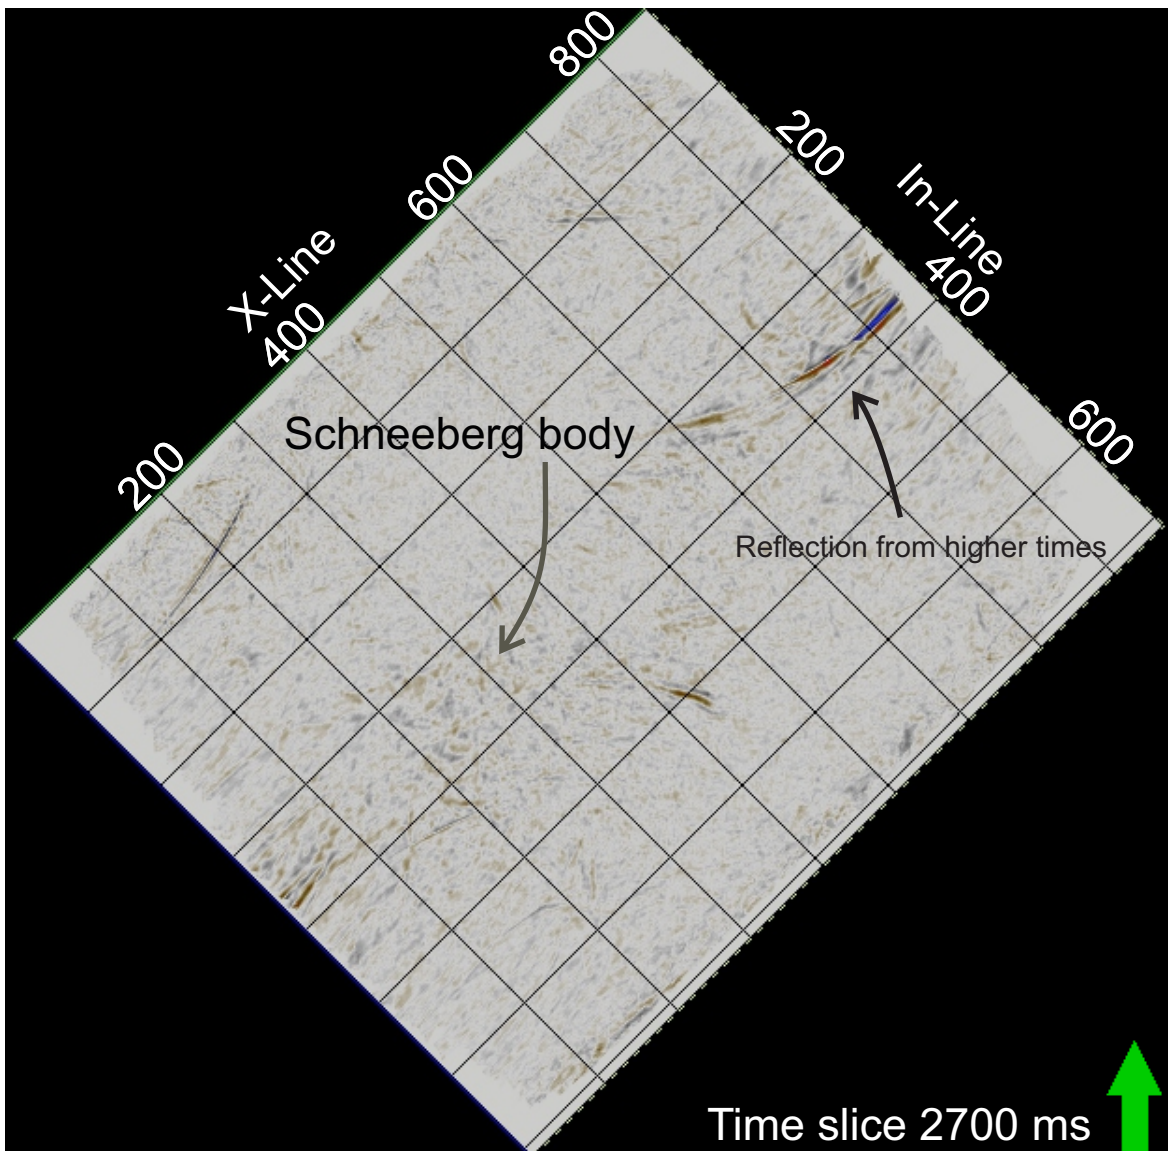 800
200
600
In-Line
X-Line
400
400
Schneeberg body
600
200
Reflection from higher times
Time slice 2700 ms